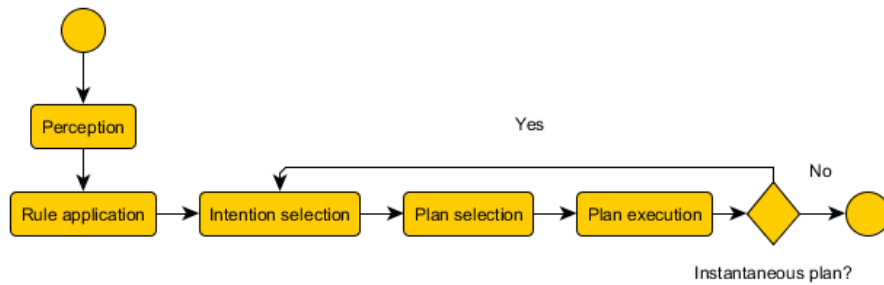 Perception
Yes
No
Rule application
Intention selection
Plan selection
Plan execution
Instantaneous plan?